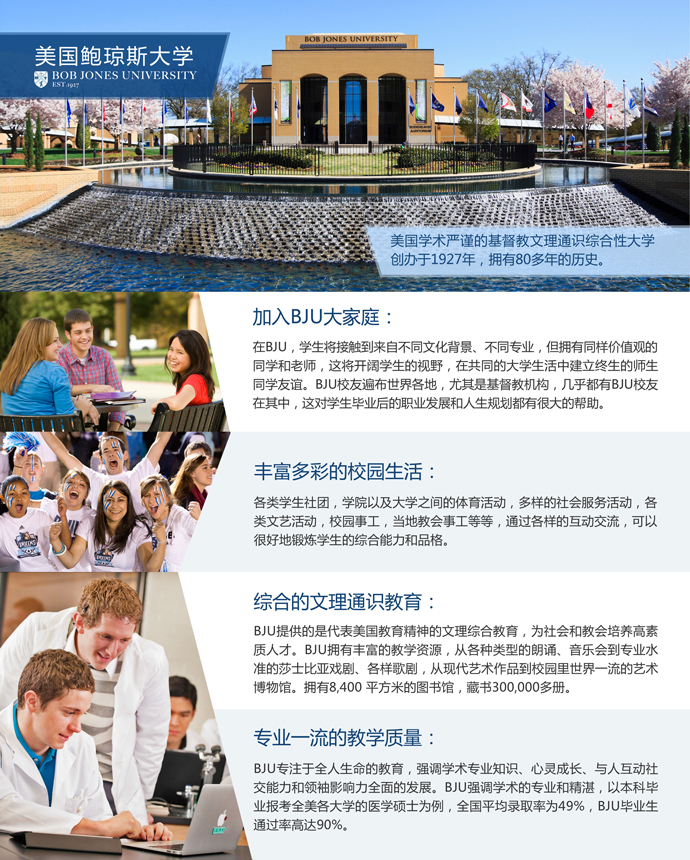 BOB JONES UNIVERSITY
美国鲍琼斯大学
BOB JONES UNIVERSITY
EST.1927
美国学术严谨的基督教文理通识综合性大学
创办于1927年，拥有80多年的历史。
加入BJU大家庭：
在BJU，学生将接触到来自不同文化背景、不同专业，但拥有同样价值观的
同学和老师，这将开阔学生的视野，在共同的大学生活中建立终生的师生
同学友谊。BJU校友遍布世界各地，尤其是基督教机构，几乎都有BJU校友
在其中，这对学生毕业后的职业发展和人生规划都有很大的帮助。
丰富多彩的校园生活：
各类学生社团，学院以及大学之间的体育活动，多样的社会服务活动，各
类文艺活动，校园事工，当地教会事工等等，通过各样的互动交流，可以
很好地锻炼学生的综合能力和品格。
综合的文理通识教育：
BJU提供的是代表美国教育精神的文理综合教育，为社会和教会培养高素
质人才。BJU拥有丰富的教学资源，从各种类型的朗诵、音乐会到专业水
准的莎士比亚戏剧、各样歌剧，从现代艺术作品到校园里世界一流的艺术
博物馆。拥有8,400 平方米的图书馆，藏书300,000多册。
专业一流的教学质量：
BJU专注于全人生命的教育，强调学术专业知识、心灵成长、与人互动社
交能力和领袖影响力全面的发展。BJU强调学术的专业和精湛，以本科毕
业报考全美各大学的医学硕士为例，全国平均录取率为49%，BJU毕业生
通过率高达90%。